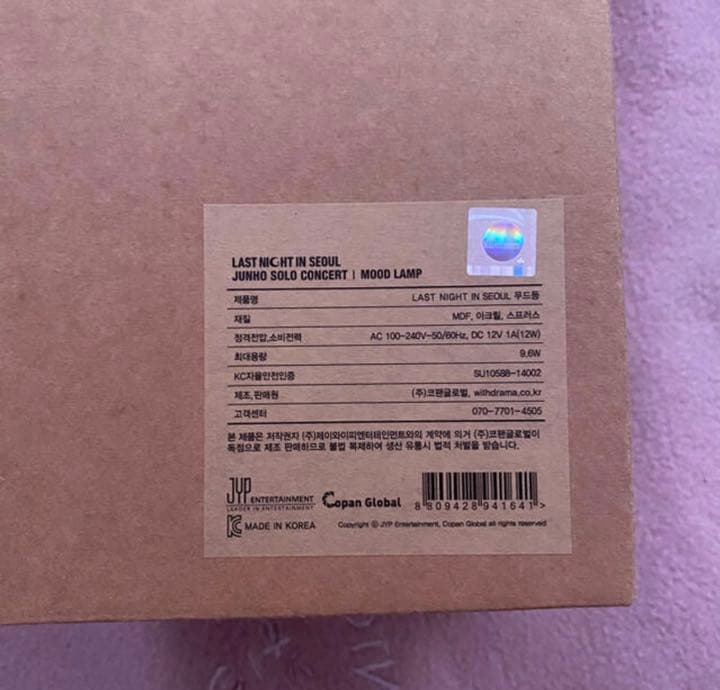 LAST NIGHT IN SEOUL
JUNHO SOLO CONCERT | MOOD LAMP
제품명 LAST NIGHT IN SEOUL 무드등
재질 MDF, 아크릴, 스프러스
정격전압,소비전력 AC 100-240V~50/60Hz, DC 12V 1A(12W)
최대용량 9.6W
KC자율안전인증 SU10588-14002
제조,판매원 (주)코팬글로벌, withdrama.co.kr
고객센터 070-7701-4505
본 제품은 저작권자 (주)제이와이피엔터테인먼트와의 계약에 의거 (주)코팬글로벌이
독점으로 제조 판매하므로 불법 복제하여 생산 유통시 법적 처벌을 받습니다.
JYP ENTERTAINMENT
LEADER IN ENTERTAINMENT
Copan Global
8 809428 941641 >
KC MADE IN KOREA
Copyright ⓒ JYP Entertainment, Copan Global all rights reserved